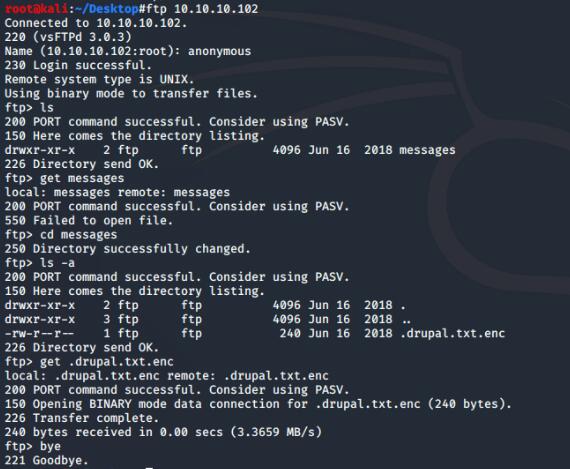 root@kali:~/Desktop#ftp 10.10.10.102
Connected to 10.10.10.102.
220 (vsFTPd 3.0.3)
Name (10.10.10.102:root): anonymous
230 Login successful.
Remote system type is UNIX.
Using binary mode to transfer files.
ftp> ls
200 PORT command successful. Consider using PASV.
150 Here comes the directory listing.
drwxr-xr-x    2 ftp      ftp          4096 Jun 16  2018 messages
226 Directory send OK.
ftp> get messages
local: messages remote: messages
200 PORT command successful. Consider using PASV.
550 Failed to open file.
ftp> cd messages
250 Directory successfully changed.
ftp> ls -a
200 PORT command successful. Consider using PASV.
150 Here comes the directory listing.
drwxr-xr-x    2 ftp      ftp          4096 Jun 16  2018 .
drwxr-xr-x    3 ftp      ftp          4096 Jun 16  2018 ..
-rw-r--r--    1 ftp      ftp           240 Jun 16  2018 .drupal.txt.enc
226 Directory send OK.
ftp> get .drupal.txt.enc
local: .drupal.txt.enc remote: .drupal.txt.enc
200 PORT command successful. Consider using PASV.
150 Opening BINARY mode data connection for .drupal.txt.enc (240 bytes).
226 Transfer complete.
240 bytes received in 0.00 secs (3.3659 MB/s)
ftp> bye
221 Goodbye.